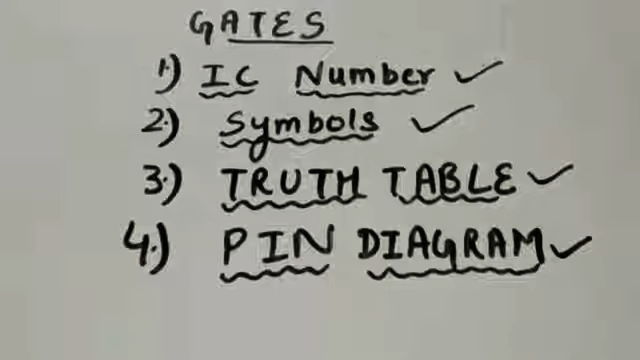 GATES
1.) IC Number ✓
2.) Symbols ✓
3.) TRUTH TABLE ✓
4.) PIN DIAGRAM ✓